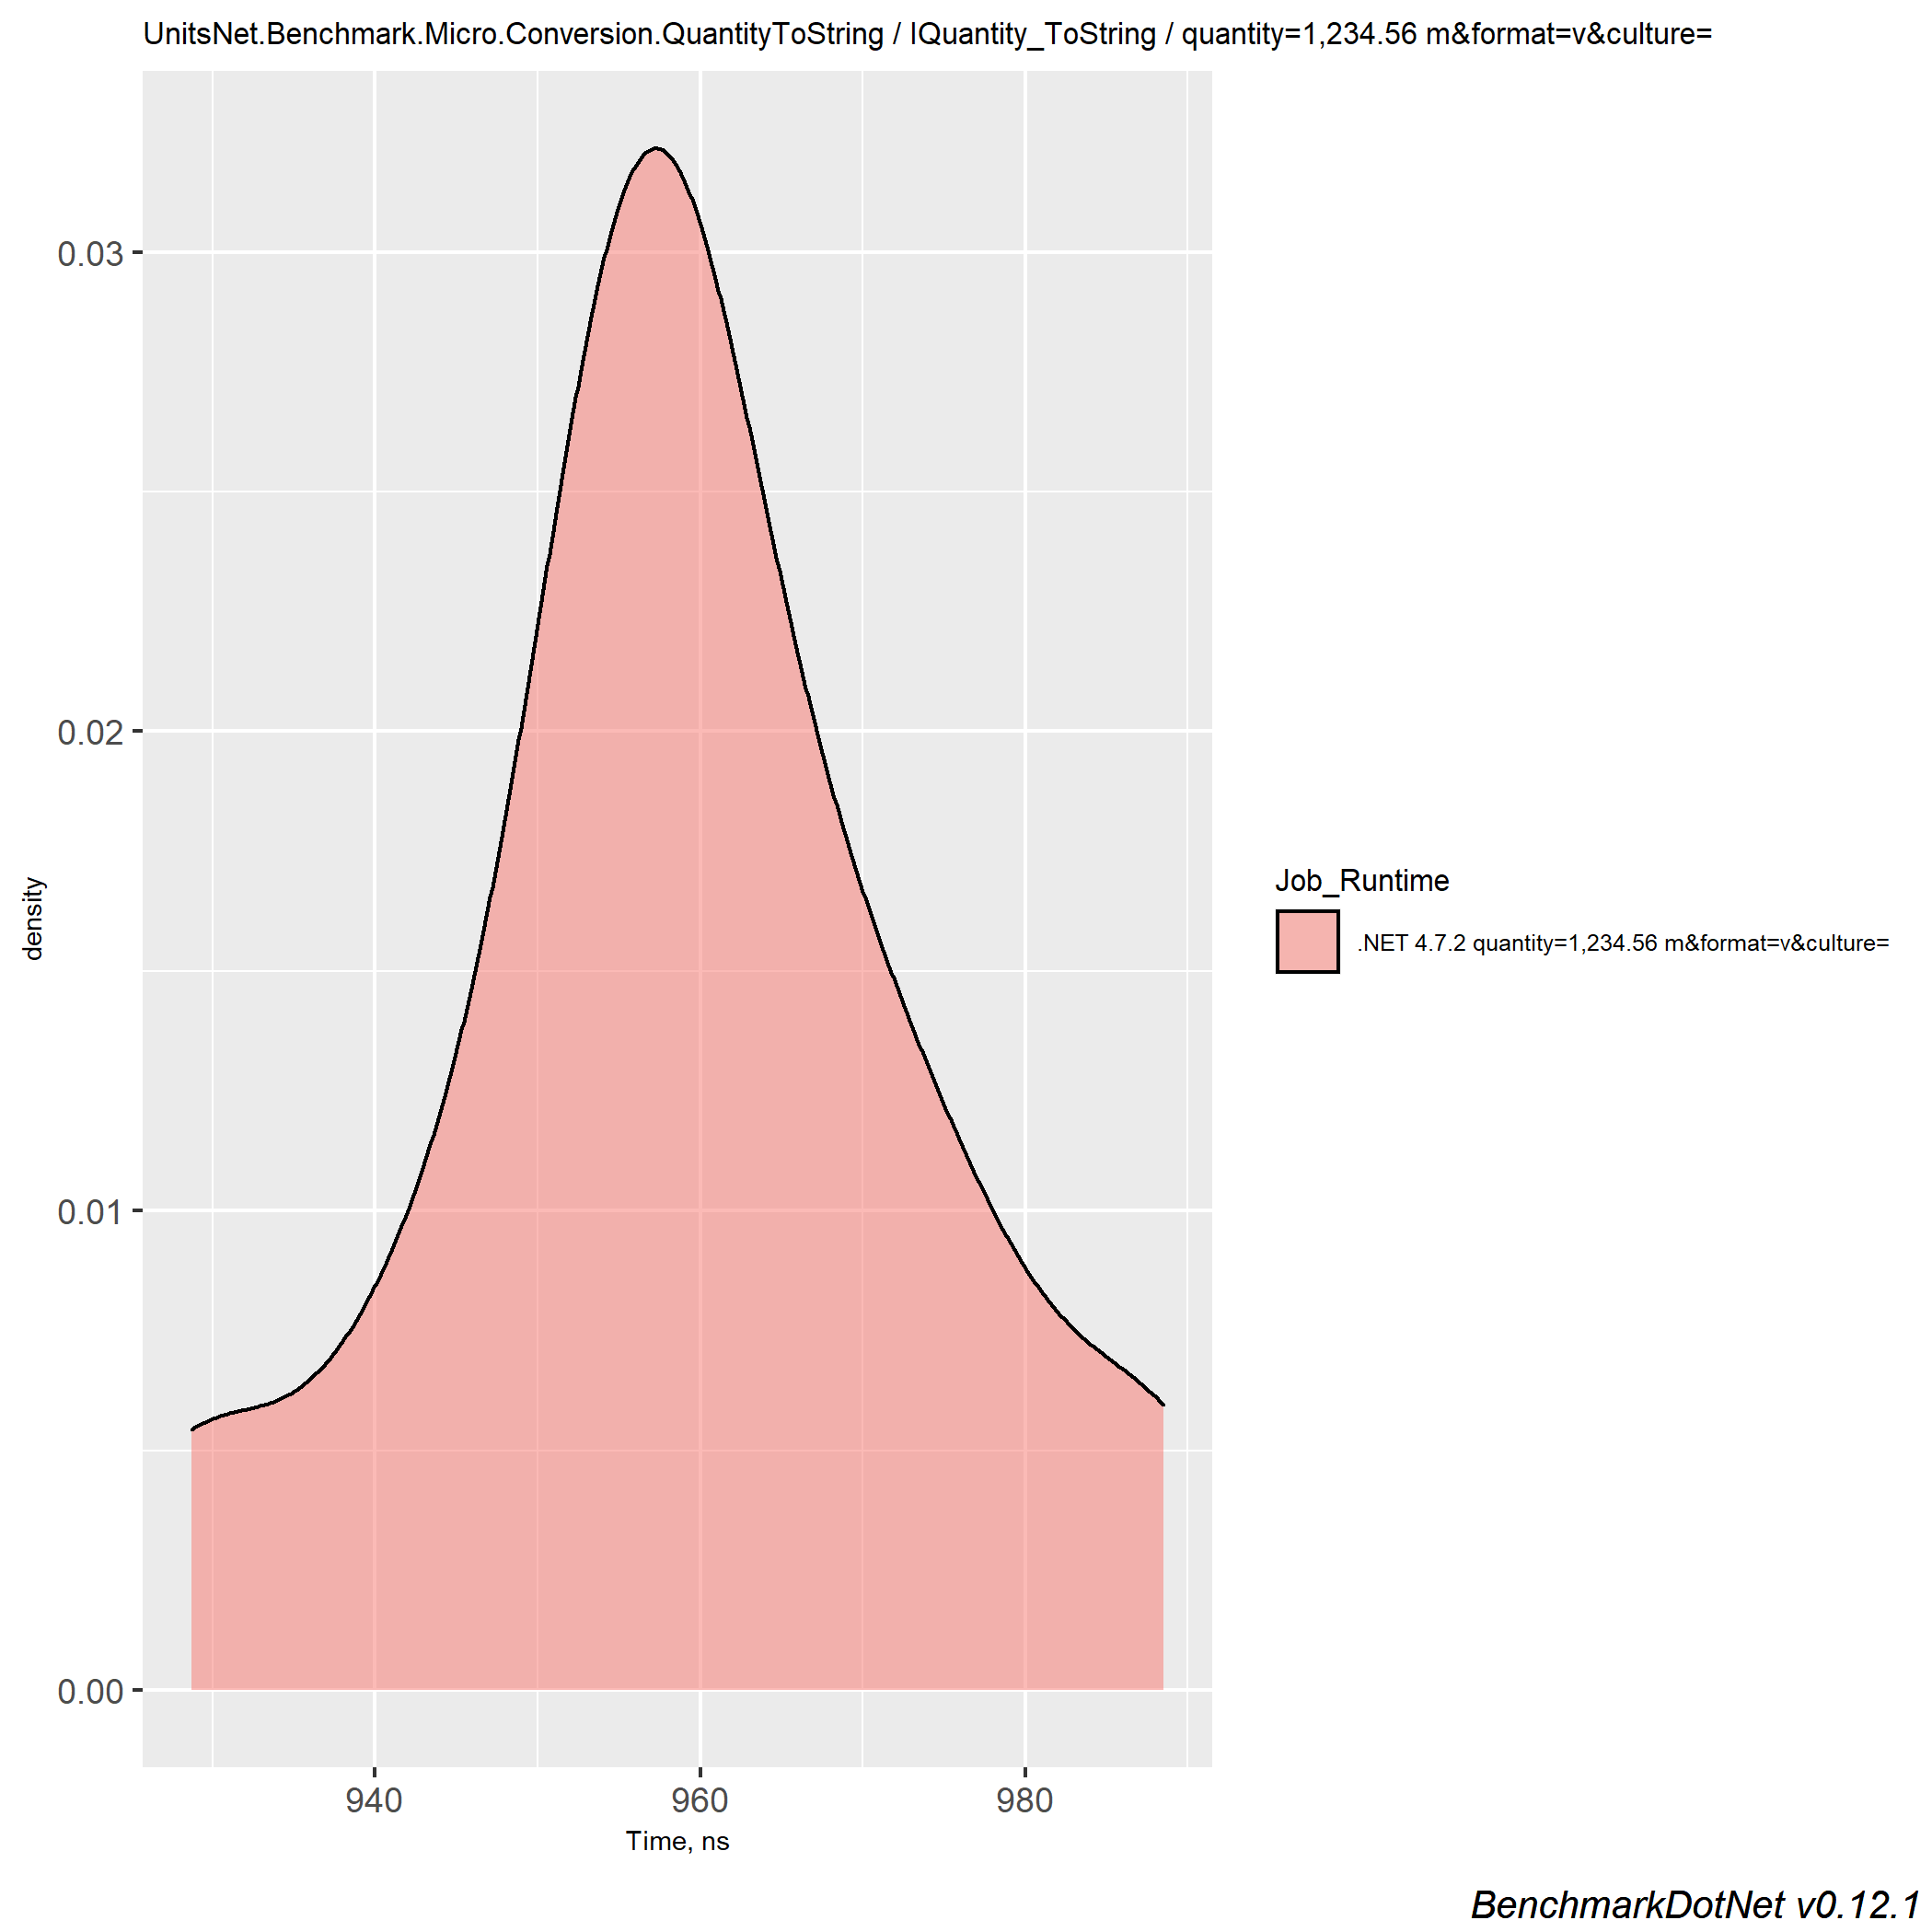 UnitsNet.Benchmark.Micro.Conversion.QuantityToString / IQuantity_ToString / quantity=1,234.56 m&format=v&culture=
0.03
0.02
0.01
0.00
density
940 960 980
Time, ns
Job_Runtime
.NET 4.7.2 quantity=1,234.56 m&format=v&culture=
BenchmarkDotNet v0.12.1